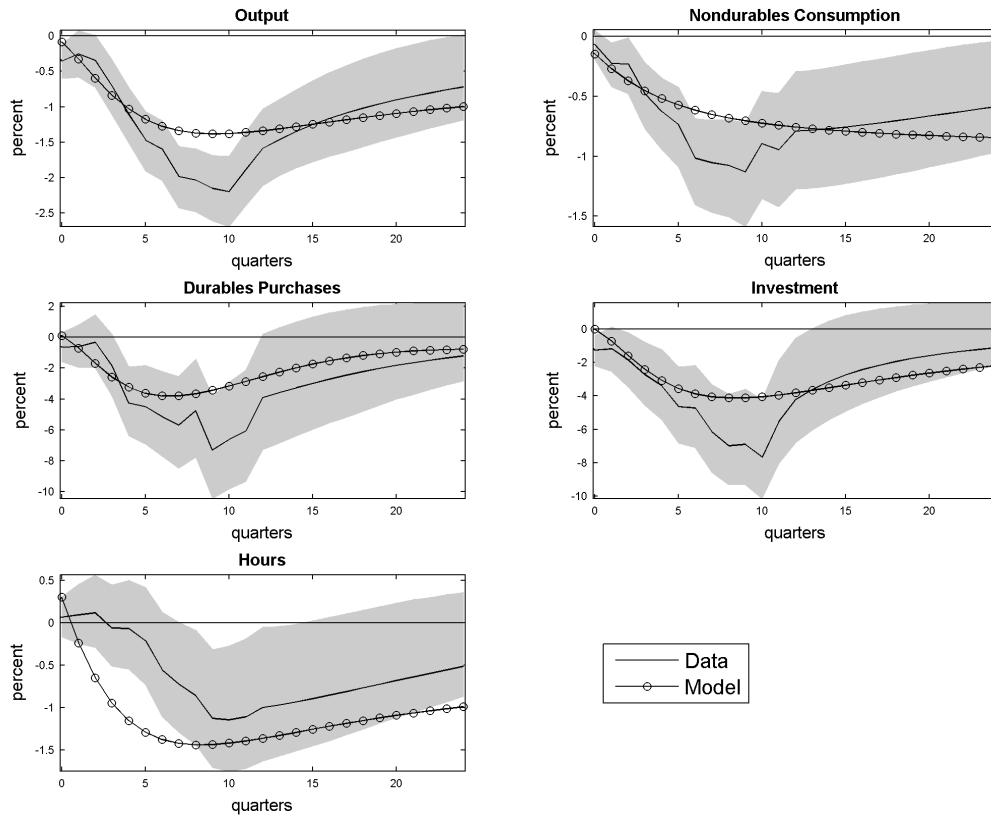 Output
0
-0.5
-1
-1.5
-2
-2.5
percent
0 5 10 15 20
quarters
Nondurables Consumption
0
-0.5
-1
-1.5
percent
0 5 10 15 20
quarters
Durables Purchases
2
0
-2
-4
-6
-8
-10
percent
0 5 10 15 20
quarters
Investment
0
-2
-4
-6
-8
-10
percent
0 5 10 15 20
quarters
Hours
0.5
0
-0.5
-1
-1.5
percent
0 5 10 15 20
quarters
Data
Model